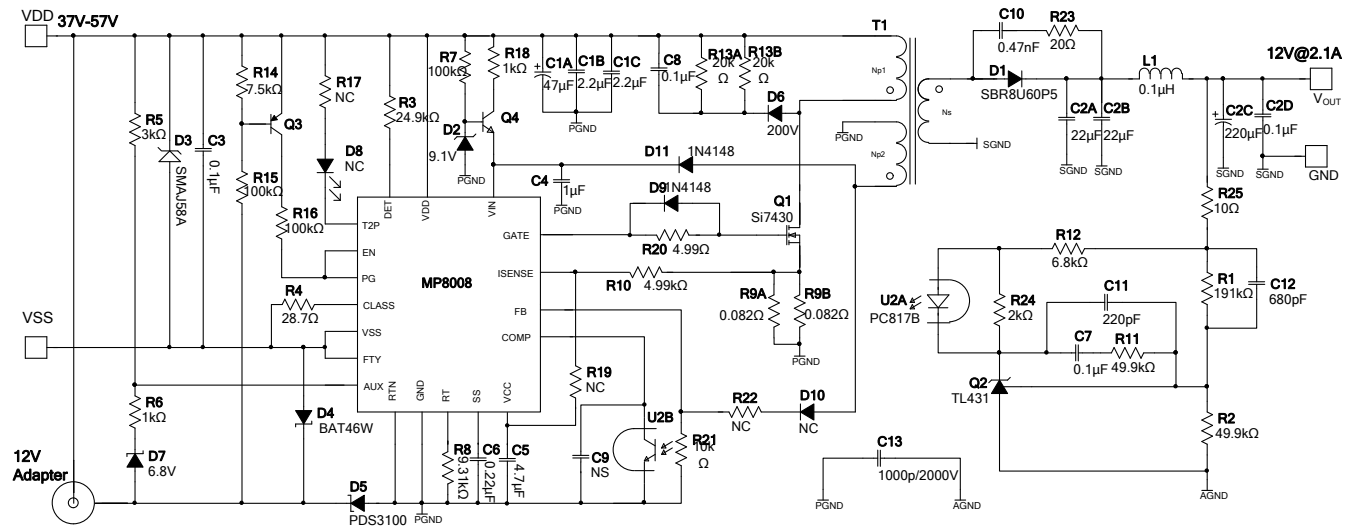 VDD 37V-57V
T1
C10
0.47nF
R23
20Ω
12V@2.1A
R14
7.5kΩ
R17
NC
R7
100kΩ
R18
1kΩ
C1A
47µF
C1B
2.2µF
C1C
2.2µF
C8
0.1µF
R13A
20k
Ω
R13B
20k
Ω
Np1
D1
SBR8U60P5
L1
0.1µH
VOUT
R5
3kΩ
D3
SMAJ58A
C3
0.1µF
Q3
R3
24.9kΩ
D2
9.1V
Q4
PGND
D6
200V
Ns
C2A
22µF
C2B
22µF
C2C
220µF
C2D
0.1µF
PGND
Np2
SGND
SGND
SGND
SGND
SGND
GND
D8
NC
PGND
C4
1µF
PGND
D11
1N4148
R15
100kΩ
R16
100kΩ
D9
1N4148
Q1
Si7430
R25
10Ω
DET
VDD
VIN
T2P
EN
PG
CLASS
VSS
FTY
AUX
MP8008
GATE
ISENSE
FB
COMP
RTN
GND
RT
SS
VCC
R20
4.99Ω
R10
4.99kΩ
R9A
0.082Ω
R9B
0.082Ω
PGND
R12
6.8kΩ
R1
191kΩ
C12
680pF
U2A
PC817B
R24
2kΩ
C11
220pF
C7
0.1µF
R11
49.9kΩ
VSS
R4
28.7Ω
Q2
TL431
R19
NC
R6
1kΩ
D4
BAT46W
R22
NC
D10
NC
R2
49.9kΩ
12V
Adapter
D7
6.8V
D5
PDS3100
PGND
R8
9.31kΩ
C6
0.22µF
C5
4.7µF
C9
NS
U2B
R21
10k
Ω
C13
1000p/2000V
PGND
AGND
AGND